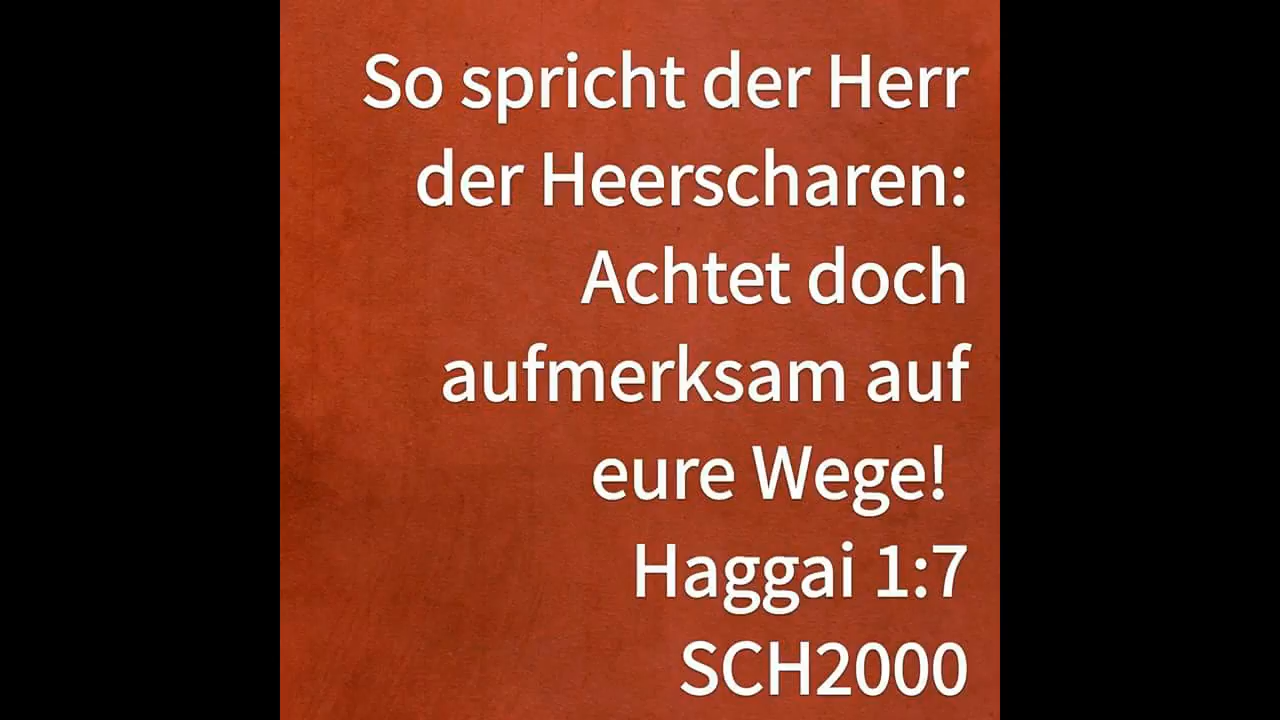 So spricht der Herr
der Heerscharen:
Achtet doch
aufmerksam auf
eure Wege!
Haggai 1:7
SCH2000